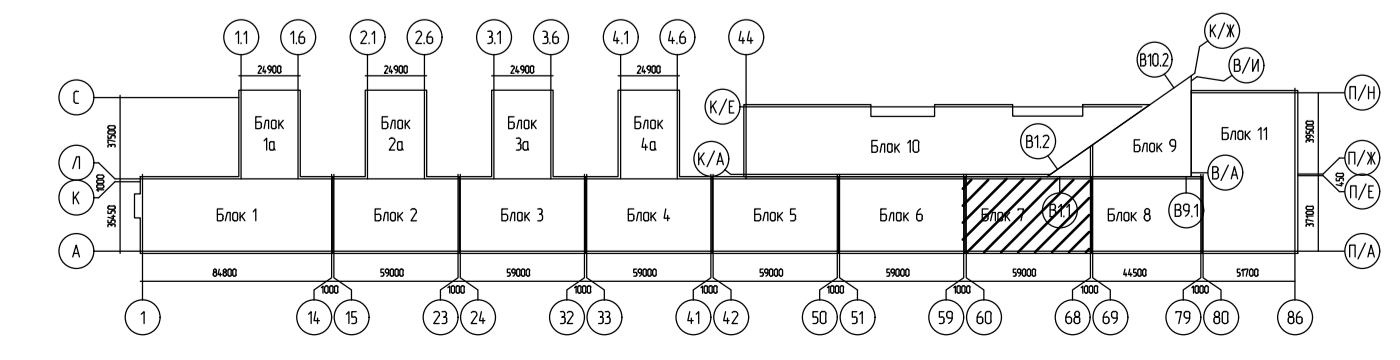 1.1 1.6 2.1 2.6 3.1 3.6 4.1 4.6 44 К/Ж
24900 24900 24900 24900 В10.2 В/И
С К/Е П/Н
37500 Блок 1а Блок 2а Блок 3а Блок 4а Блок 10 В1.2 Блок 9 Блок 11 39500
Л К/А В/А П/Ж
1000 450
К П/Е
35450 Блок 1 Блок 2 Блок 3 Блок 4 Блок 5 Блок 6 Блок 7 В1.1 Блок 8 В9.1 37100
А П/А
84800 59000 59000 59000 59000 59000 59000 44500 51700
1000 1000 1000 1000 1000 1000 1000 1000
1 14 15 23 24 32 33 41 42 50 51 59 60 68 69 79 80 86